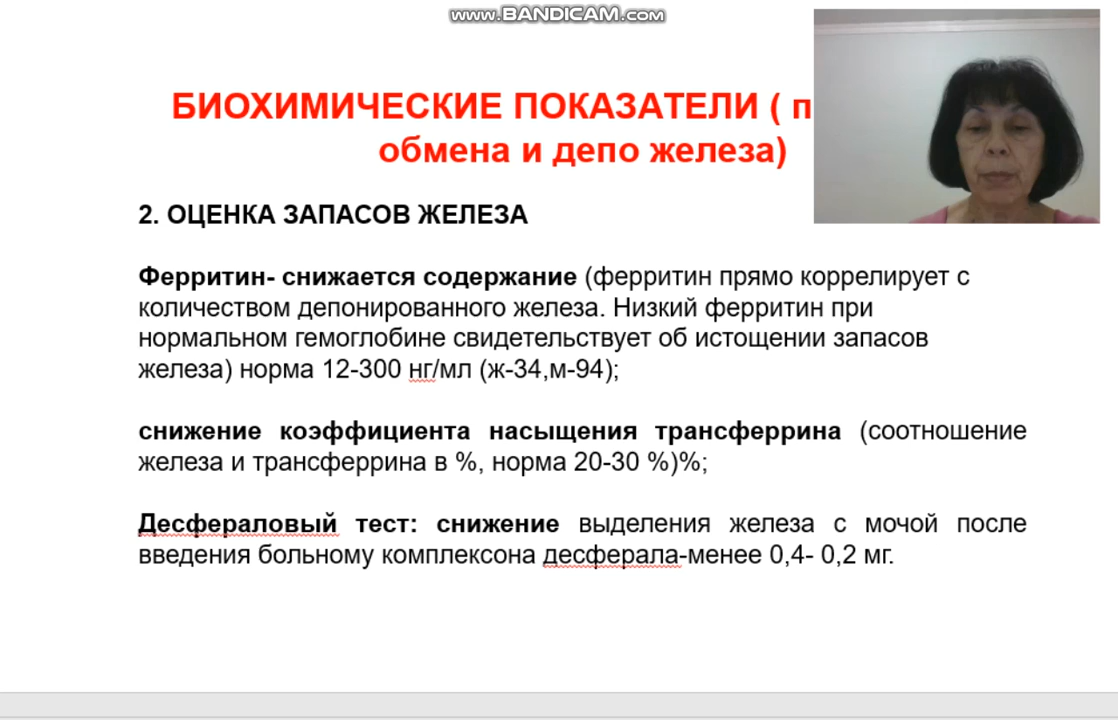 www.BANDICAM.com
БИОХИМИЧЕСКИЕ ПОКАЗАТЕЛИ ( п
обмена и депо железа)
2. ОЦЕНКА ЗАПАСОВ ЖЕЛЕЗА
Ферритин- снижается содержание (ферритин прямо коррелирует с
количеством депонированного железа. Низкий ферритин при
нормальном гемоглобине свидетельствует об истощении запасов
железа) норма 12-300 нг/мл (ж-34,м-94);
снижение коэффициента насыщения трансферрина (соотношение
железа и трансферрина в %, норма 20-30 %)%;
Десфераловый тест: снижение выделения железа с мочой после
введения больному комплексона десферала-менее 0,4- 0,2 мг.